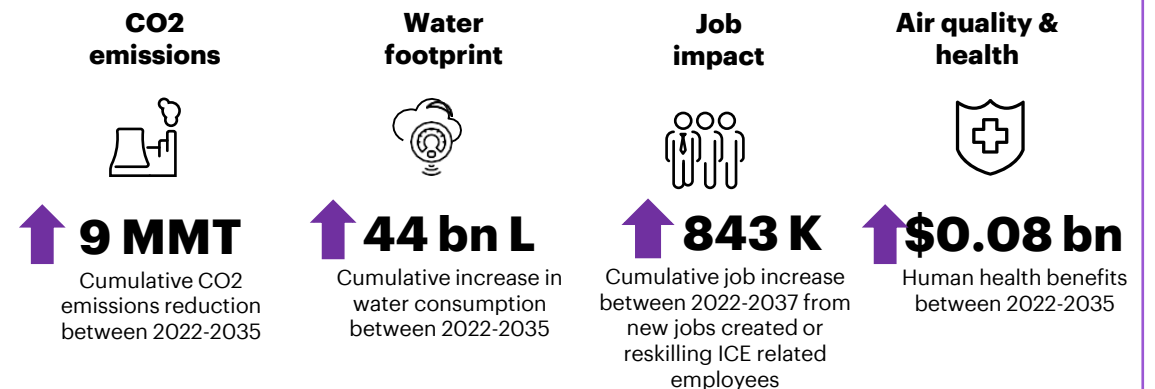 CO2
emissions
Water
footprint
Job
impact
Air quality &
health
9 MMT
Cumulative CO2
emissions reduction
between 2022-2035
44 bn L
Cumulative increase in
water consumption
between 2022-2035
843 K
Cumulative job increase
between 2022-2037 from
new jobs created or
reskilling ICE related
employees
$0.08 bn
Human health benefits
between 2022-2035